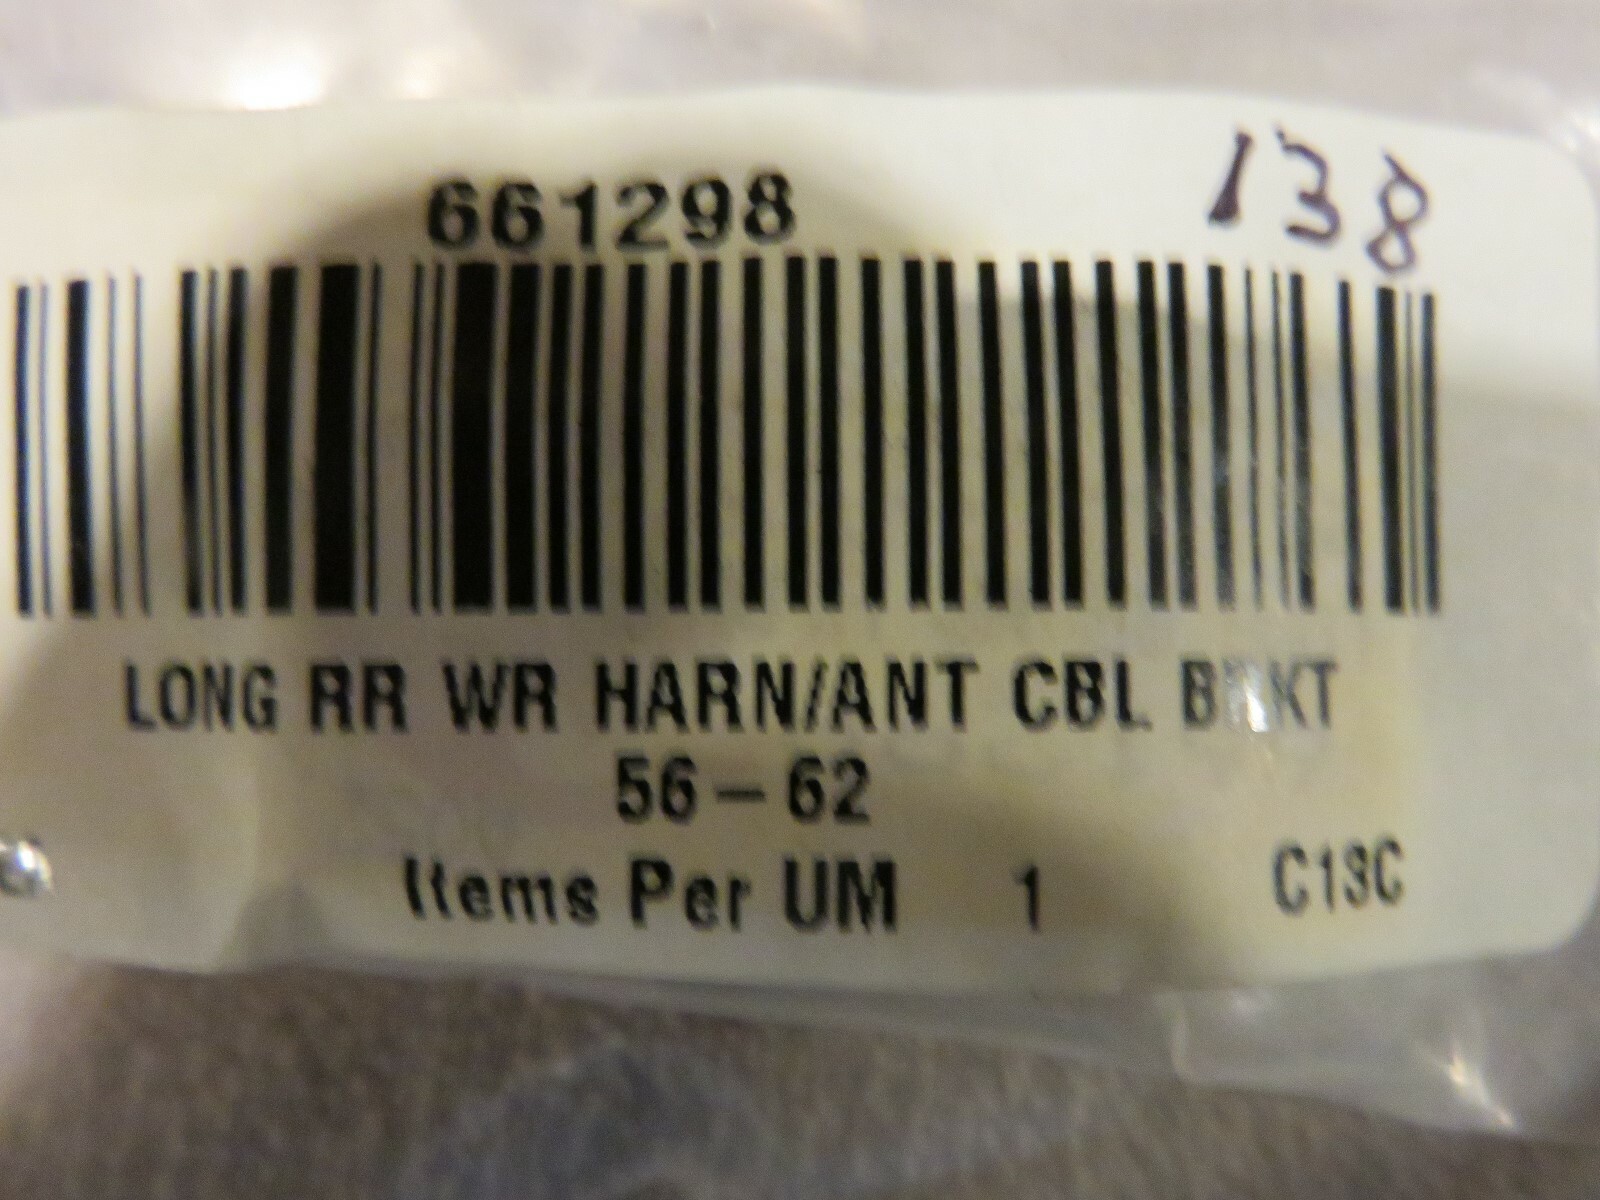 138
661298
LONG RR WR HARN/ANT CBL BRKT
56-62
Items Per UM 1 C13C